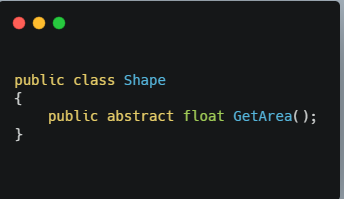 public class Shape
{
    public abstract float GetArea();
}